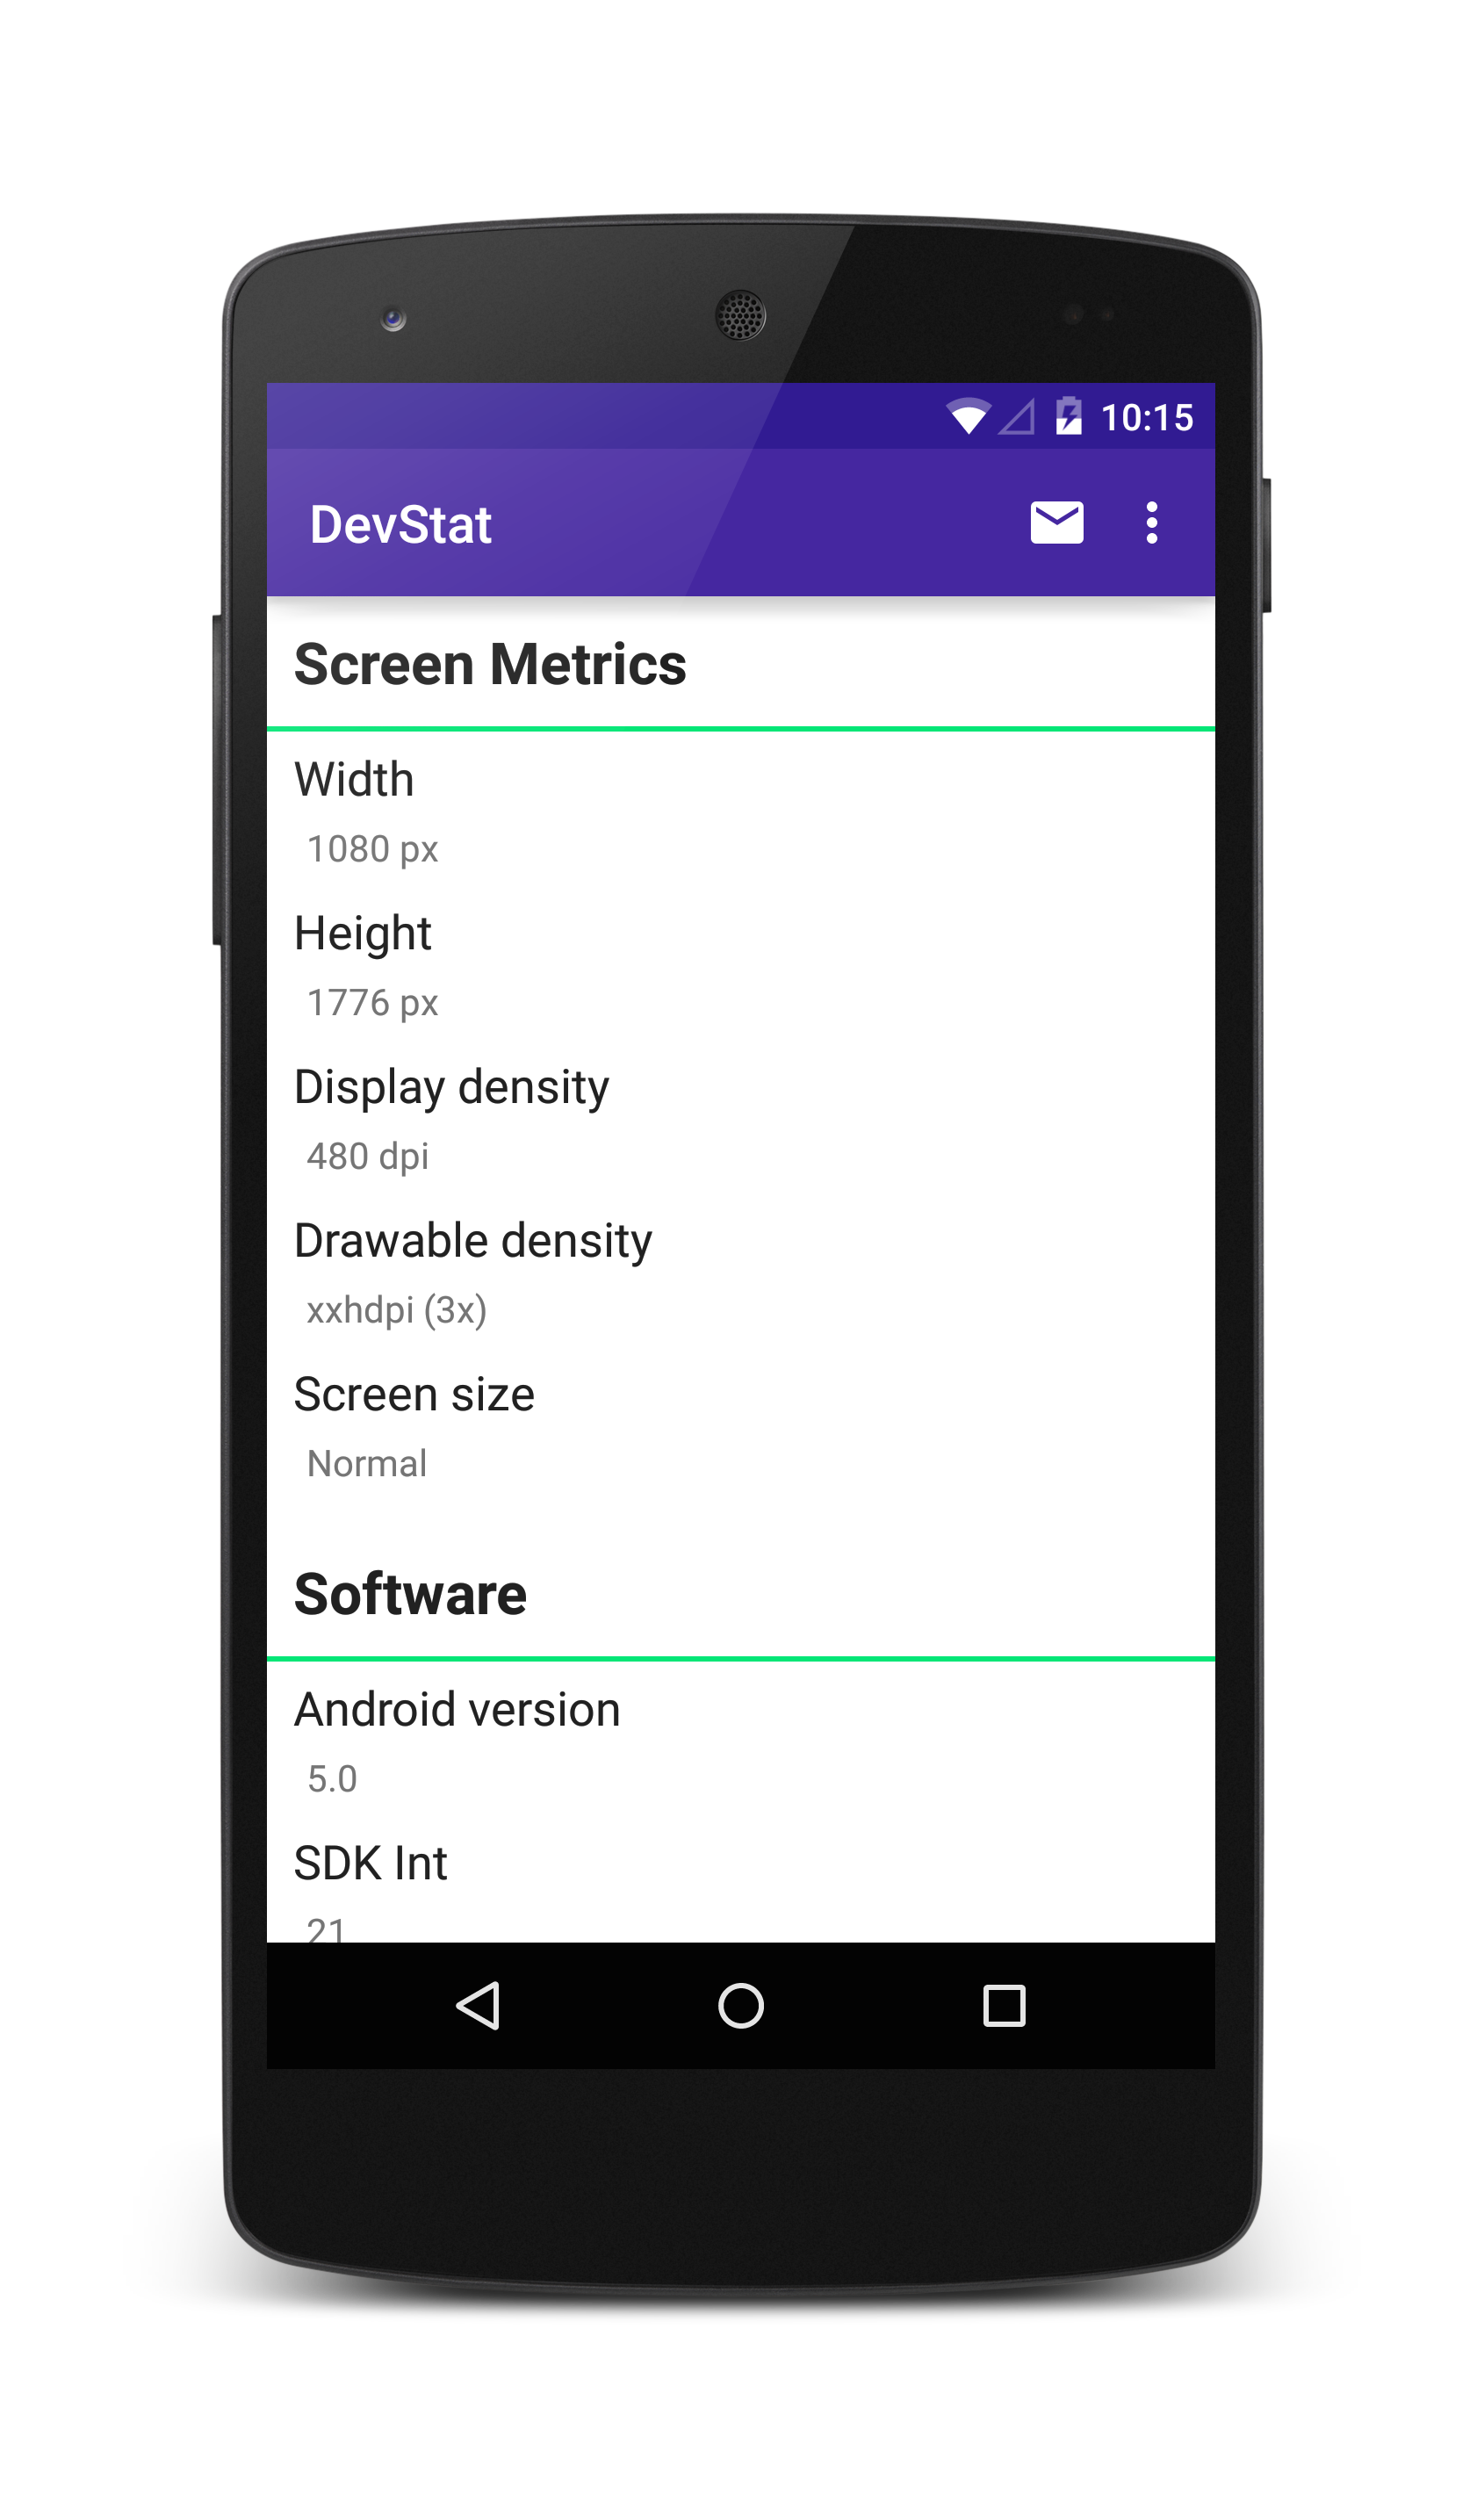 10:15
DevStat
Screen Metrics
Width
1080 px
Height
1776 px
Display density
480 dpi
Drawable density
xxhdpi (3x)
Screen size
Normal
Software
Android version
5.0
SDK Int
21